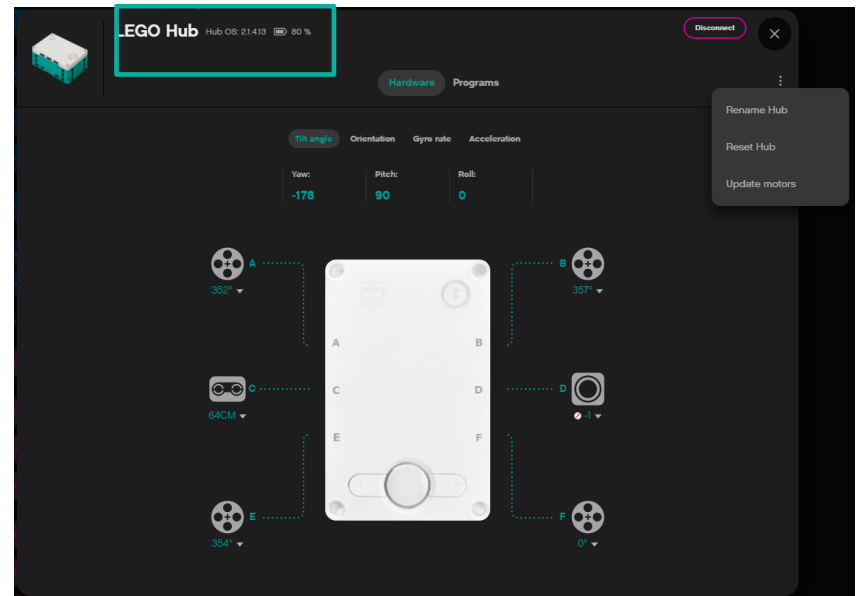 LEGO Hub Hub OS: 2.1.4.13 80 %
Disconnect
Hardware Programs
Rename Hub
Reset Hub
Update motors
Tilt angle Orientation Gyro rate Acceleration
Yaw: Pitch: Roll:
-178 90 0
A B
352° 357°
A B
C C D D
64CM -1
E F
E F
354° 0°